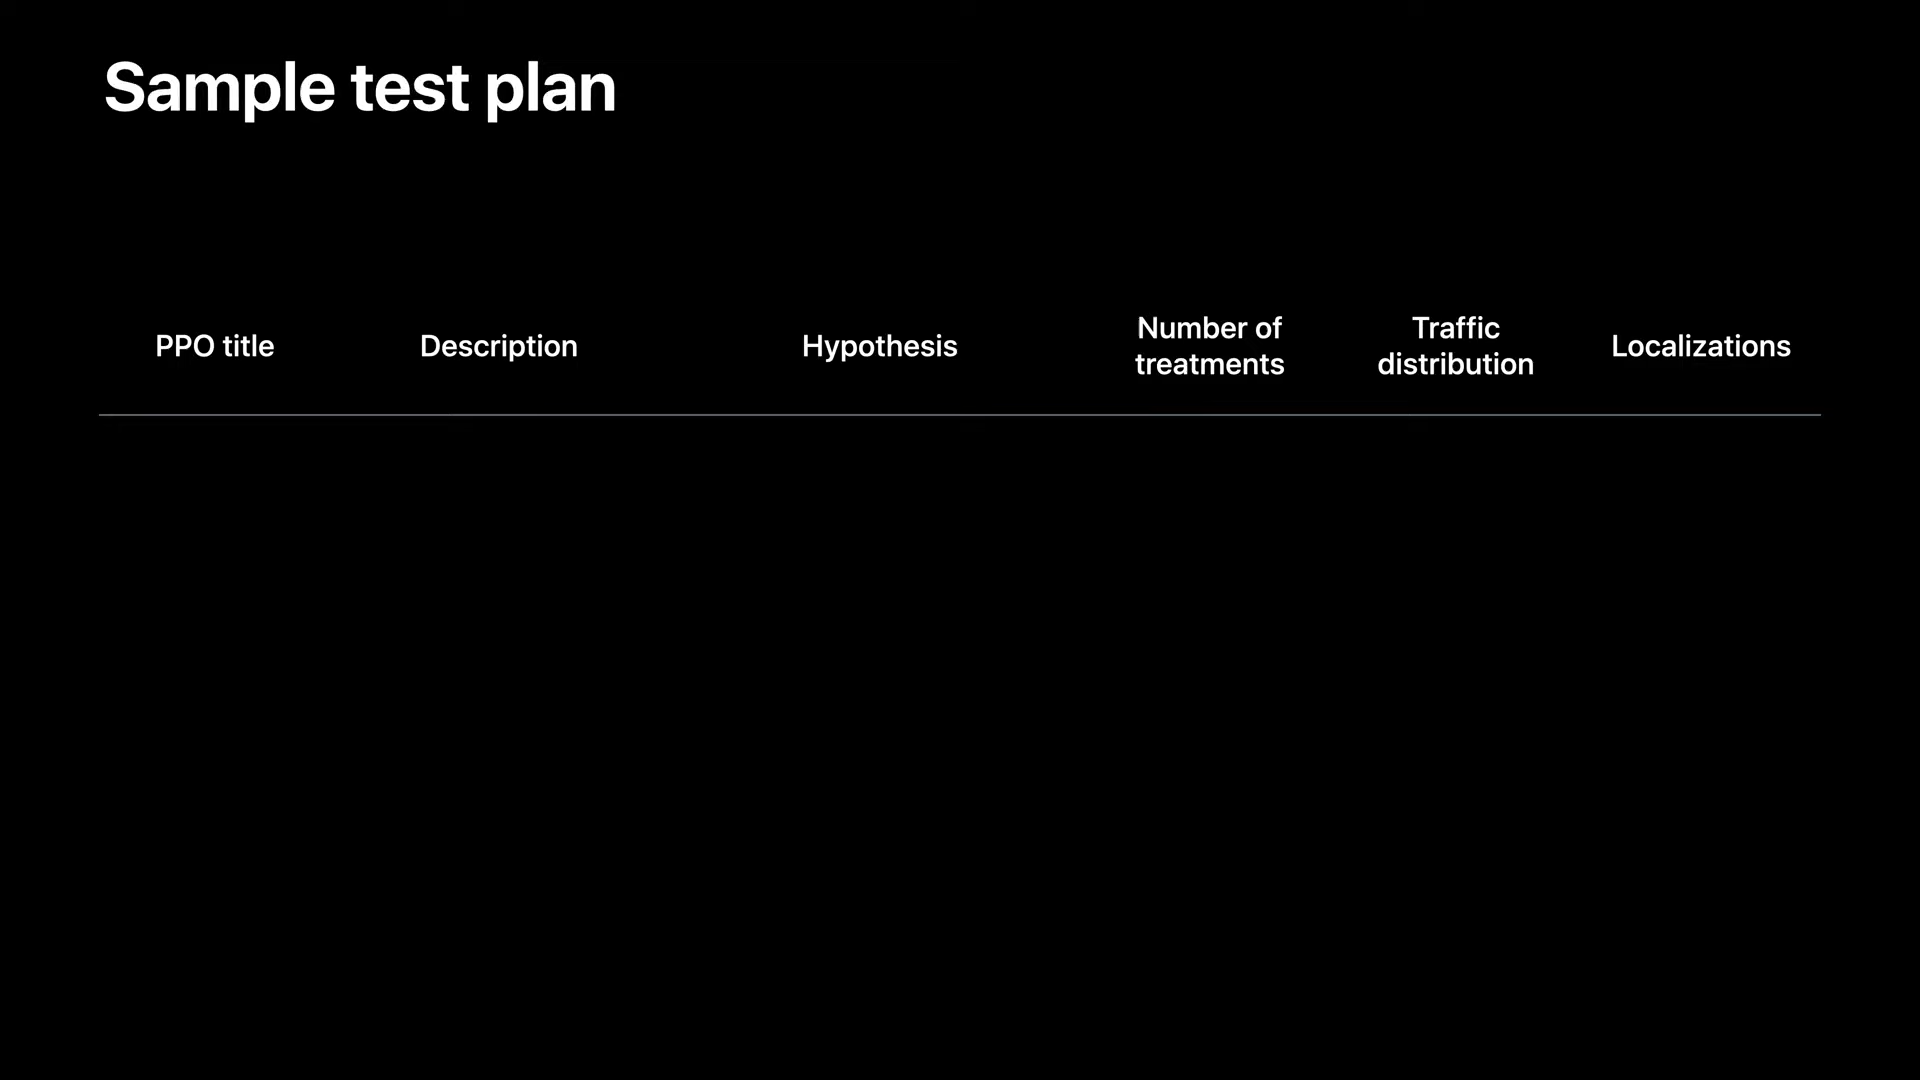 Sample test plan
PPO title
Description
Hypothesis
Number of
treatments
Traffic
distribution
Localizations